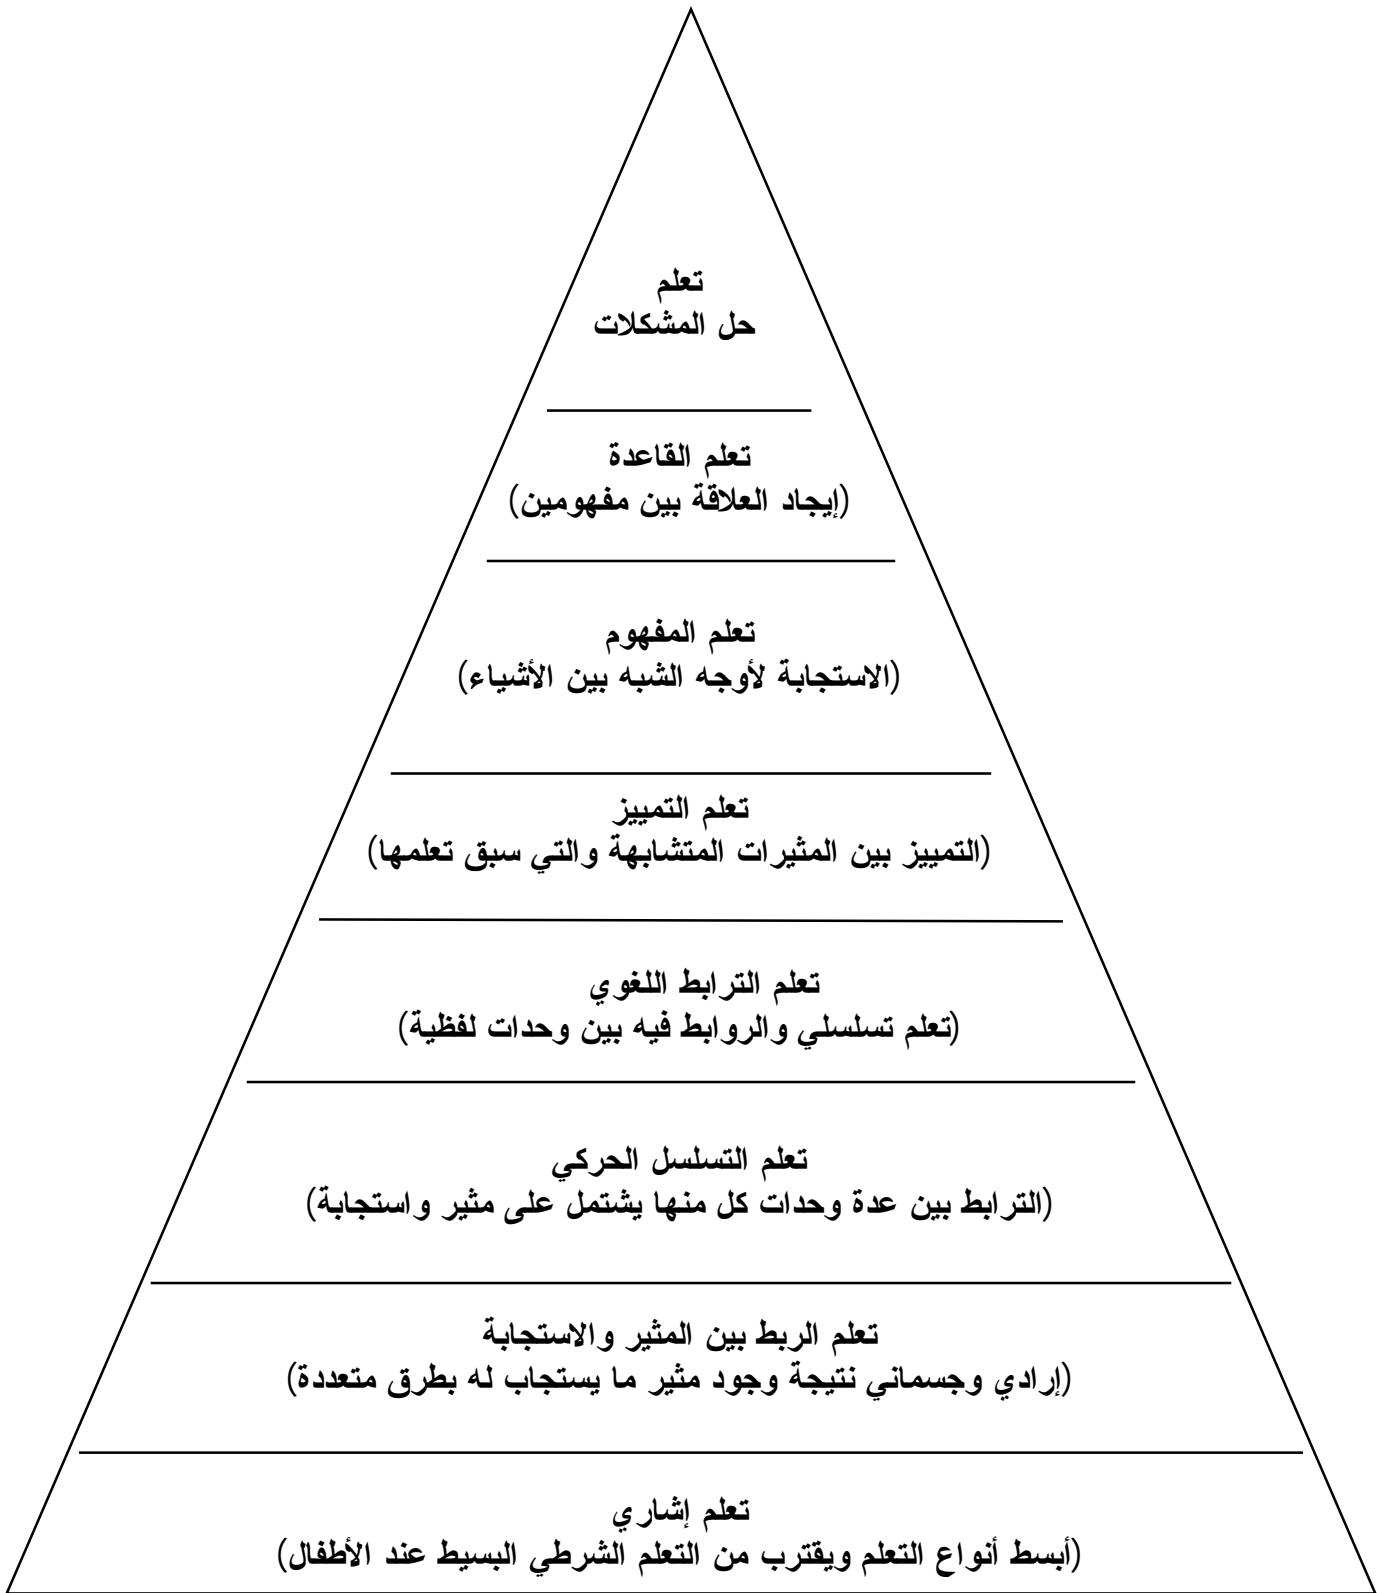 تعلم
حل المشكلات
تعلم القاعدة
(إيجاد العلاقة بين مفهومين)
تعلم المفهوم
(الاستجابة لأوجه الشبه بين الأشياء)
تعلم التمييز
(التمييز بين المثيرات المتشابهة والتي سبق تعلمها)
تعلم الترابط اللغوي
(تعلم تسلسلي والروابط فيه بين وحدات لفظية)
تعلم التسلسل الحركي
(الترابط بين عدة وحدات كل منها يشتمل على مثير واستجابة)
تعلم الربط بين المثير والاستجابة
(إرادي وجسماني نتيجة وجود مثير ما يستجاب له بطرق متعددة)
تعلم إشاري
(أبسط أنواع التعلم ويقترب من التعلم الشرطي البسيط عند الأطفال)